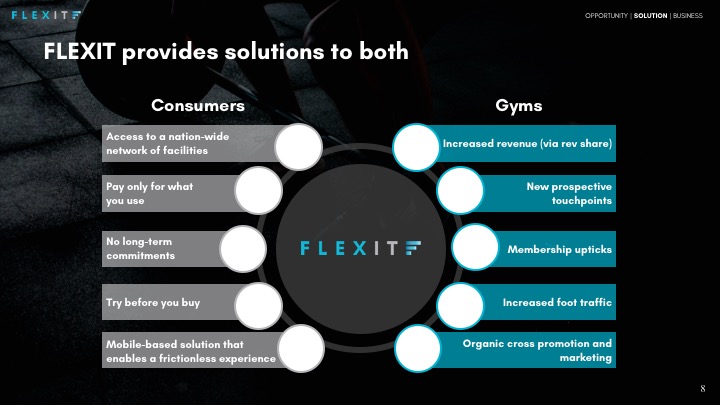 FLEXIT
OPPORTUNITY | SOLUTION | BUSINESS
FLEXIT provides solutions to both
Consumers
Access to a nation-wide
network of facilities
Pay only for what
you use
No long-term
commitments
Try before you buy
Mobile-based solution that
enables a frictionless experience
FLEXIT
Gyms
Increased revenue (via rev share)
New prospective
touchpoints
Membership upticks
Increased foot traffic
Organic cross promotion and
marketing
8